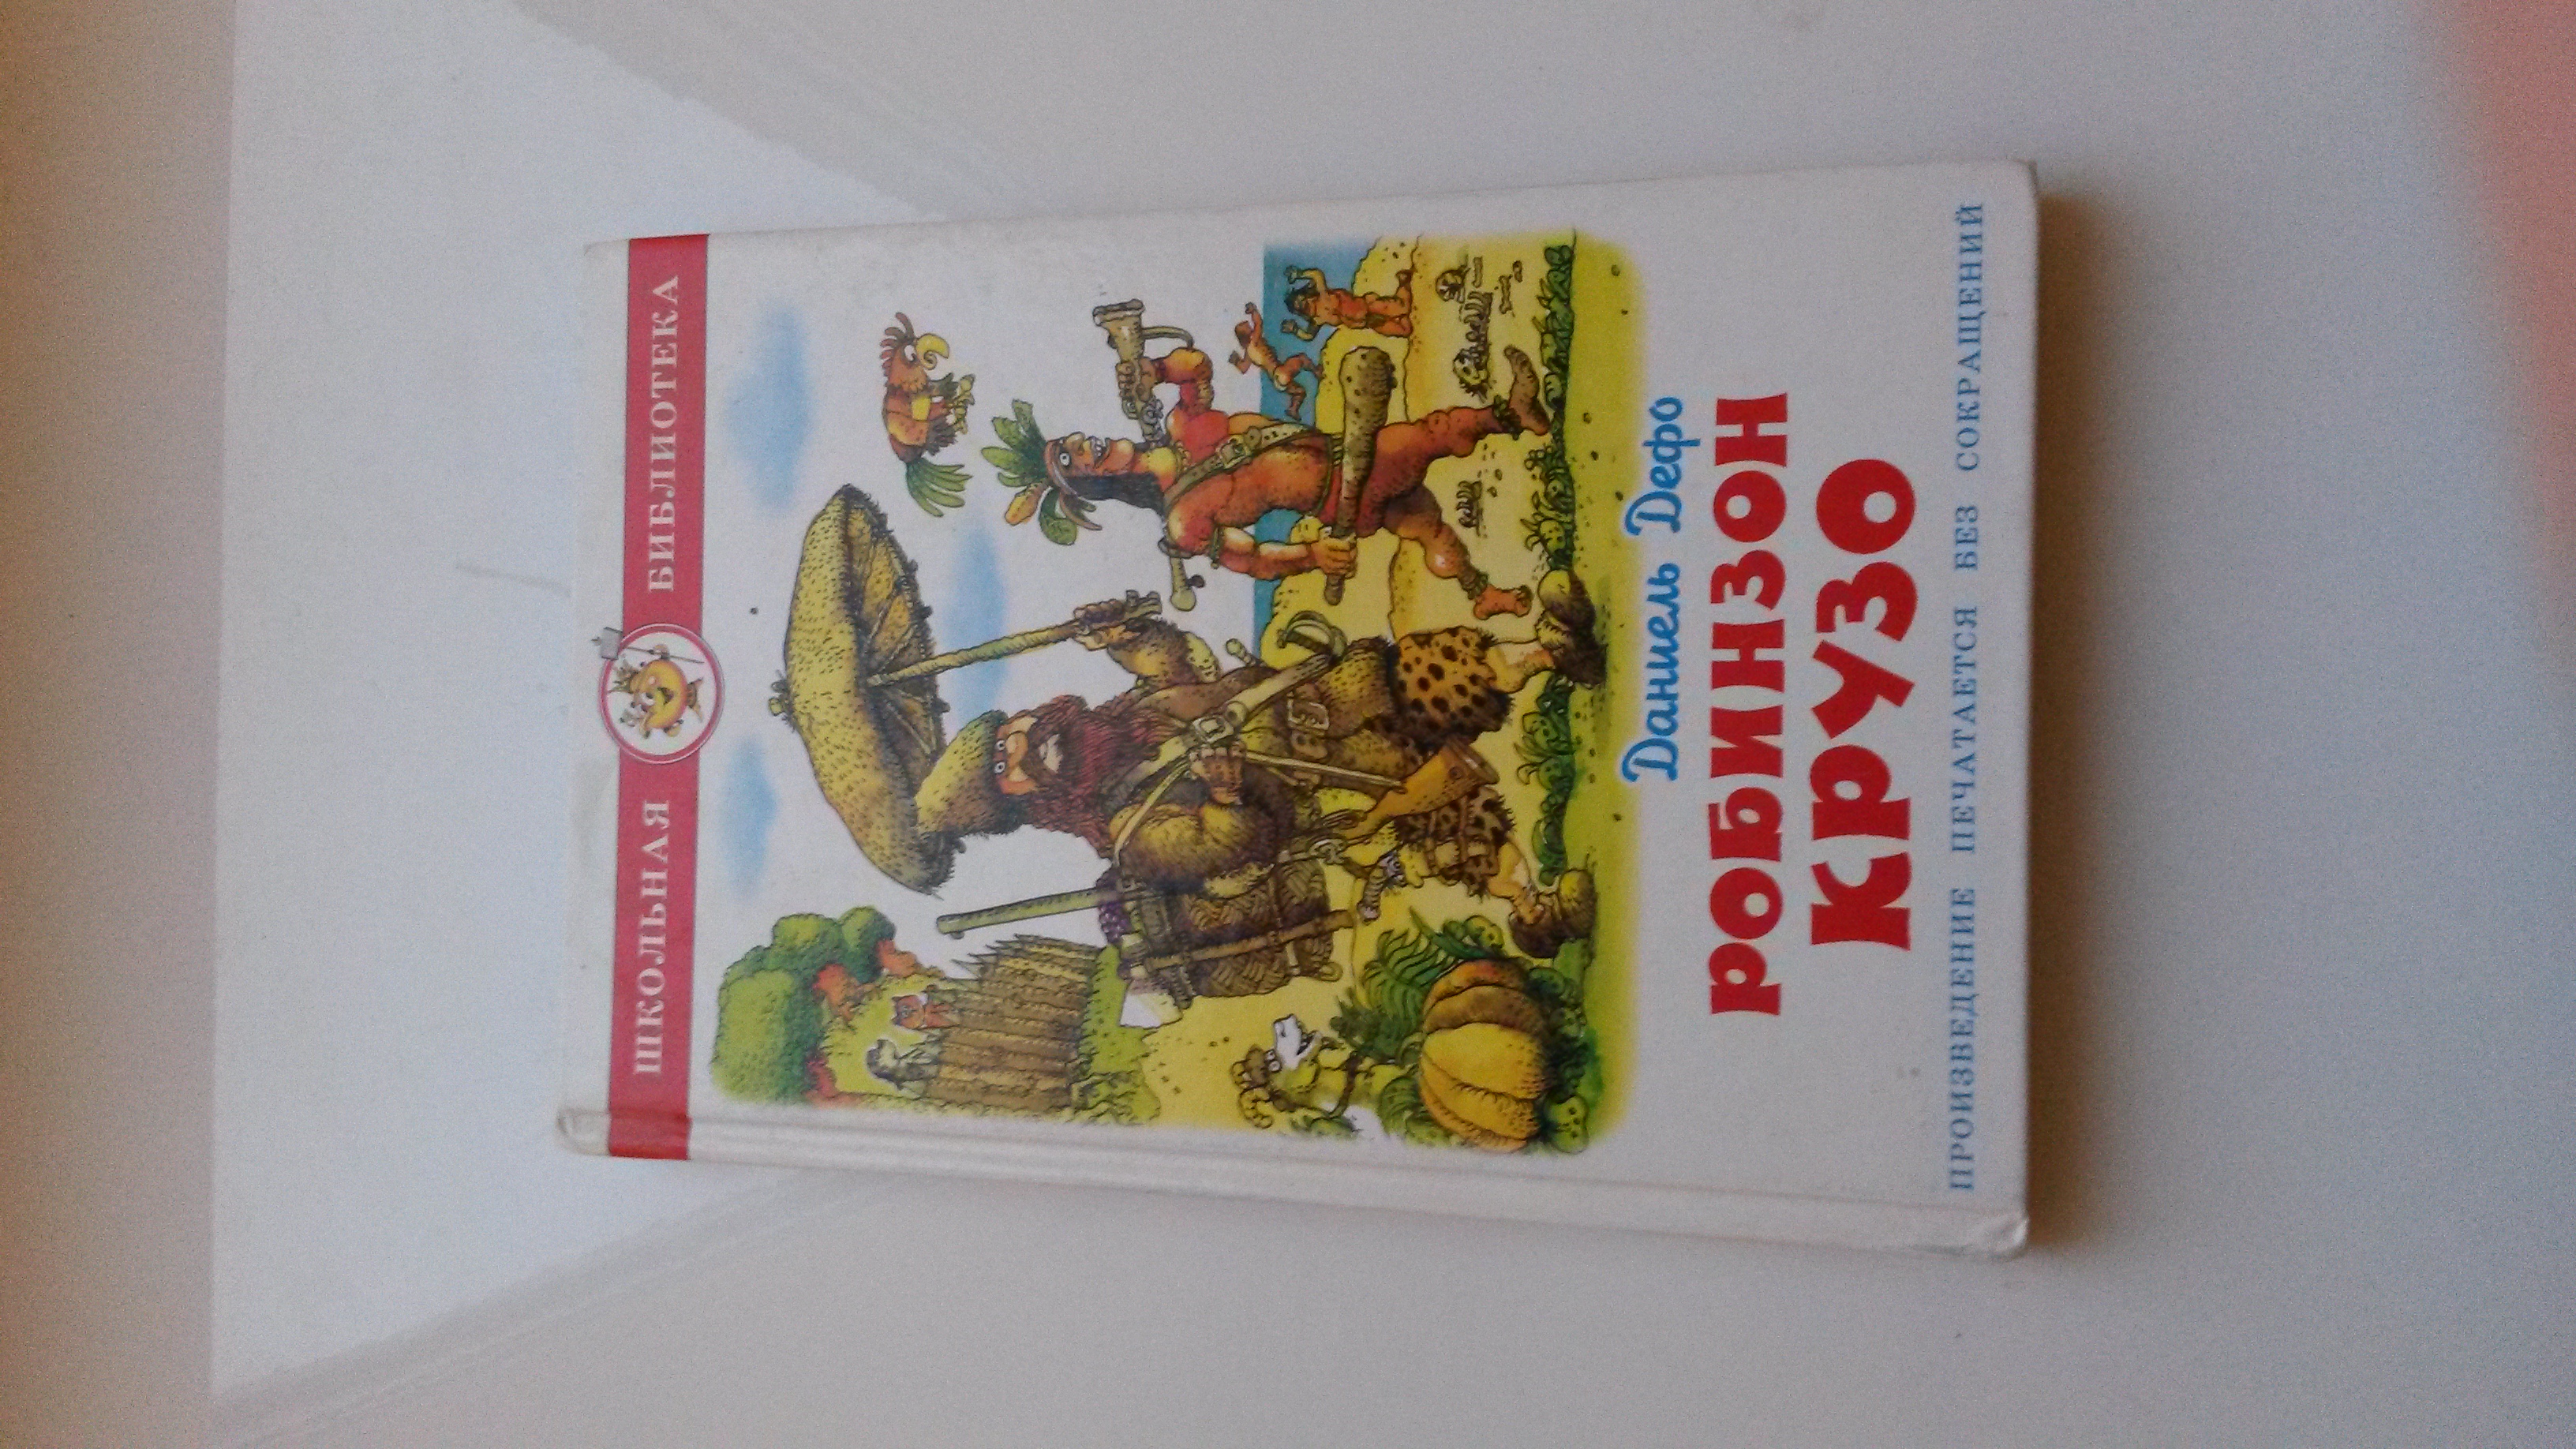 ШКОЛЬНАЯ БИБЛИОТЕКА
Даниель Дефо
РОБИНЗОН
КРУЗО
ПРОИЗВЕДЕНИЕ ПЕЧАТАЕТСЯ БЕЗ СОКРАЩЕНИЙ